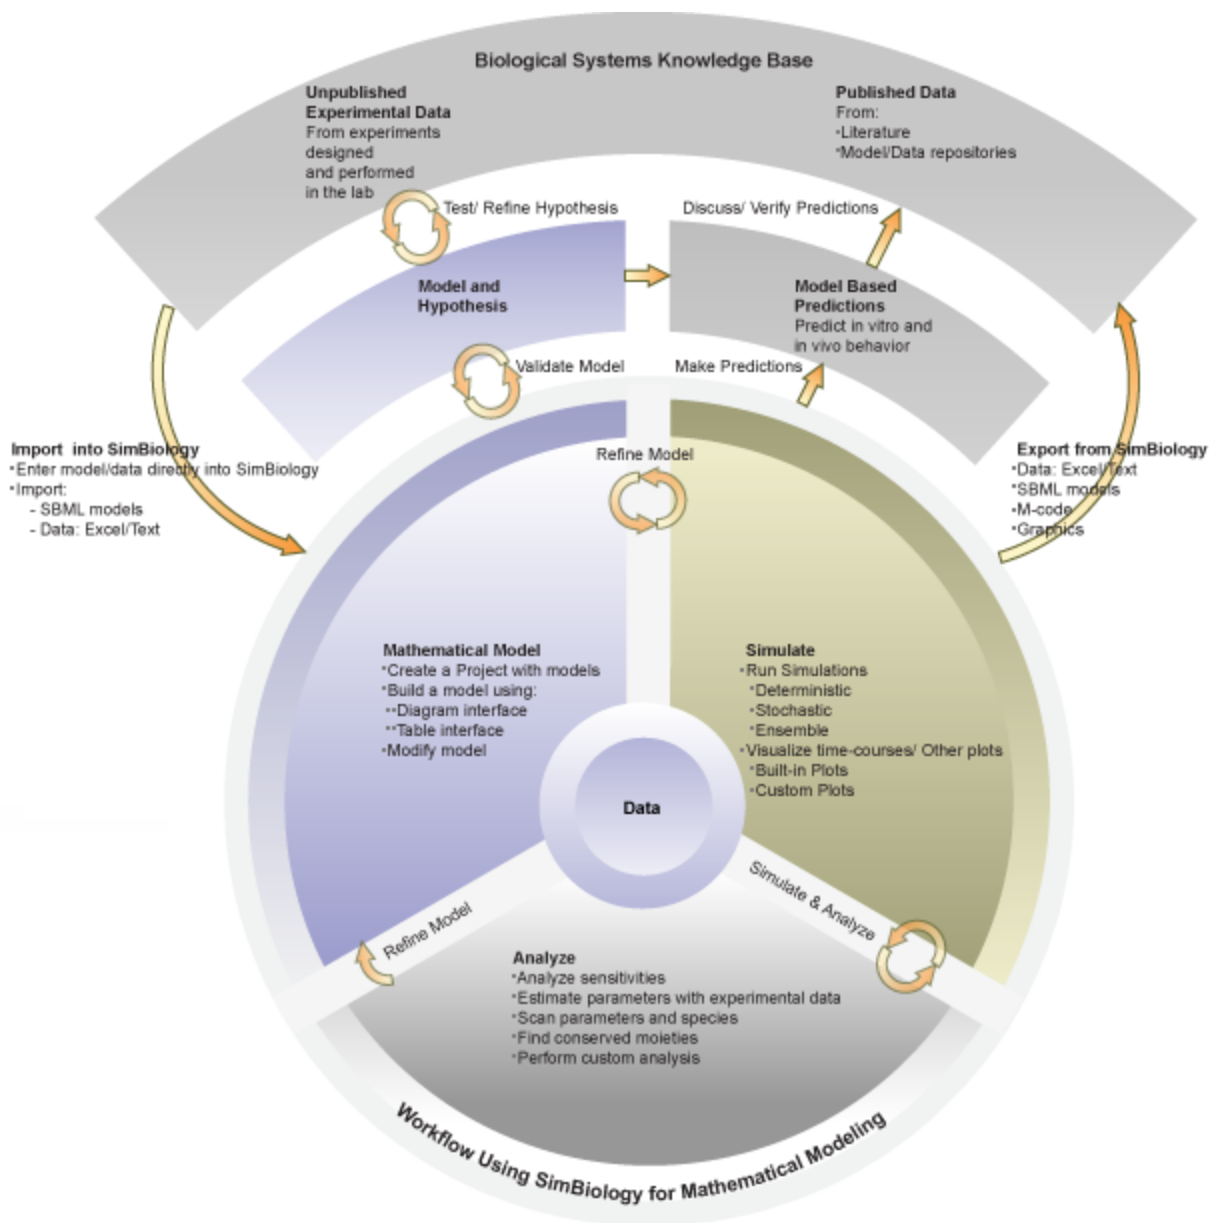 Biological Systems Knowledge Base
Unpublished
Experimental Data
From experiments
designed
and performed
in the lab
Published Data
From:
•Literature
•Model/Data repositories
Test/ Refine Hypothesis
Discuss/ Verify Predictions
Model and
Hypothesis
Model Based
Predictions
Predict in vitro and
in vivo behavior
Validate Model
Make Predictions
Import into SimBiology
•Enter model/data directly into SimBiology
•Import:
- SBML models
- Data: Excel/Text
Export from SimBiology
•Data: Excel/Text
•SBML models
•M-code
•Graphics
Refine Model
Mathematical Model
•Create a Project with models
•Build a model using:
••Diagram interface
••Table interface
•Modify model
Simulate
•Run Simulations
•Deterministic
•Stochastic
•Ensemble
•Visualize time-courses/ Other plots
•Built-in Plots
•Custom Plots
Data
Refine Model
Simulate & Analyze
Analyze
•Analyze sensitivities
•Estimate parameters with experimental data
•Scan parameters and species
•Find conserved moieties
•Perform custom analysis
Workflow Using SimBiology for Mathematical Modeling